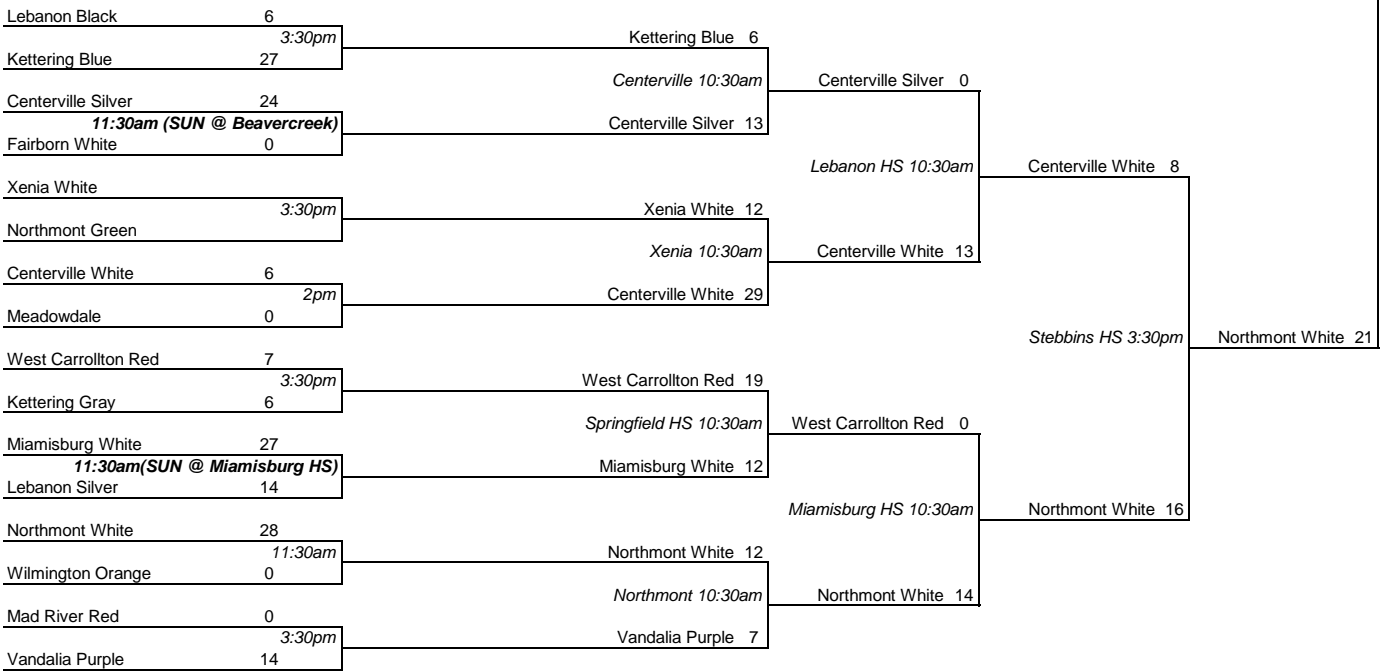 Lebanon Black 6
3:30pm
Kettering Blue 27
Centerville Silver 24
11:30am (SUN @ Beavercreek)
Fairborn White 0
Xenia White
3:30pm
Northmont Green
Centerville White 6
2pm
Meadowdale 0
West Carrollton Red 7
3:30pm
Kettering Gray 6
Miamisburg White 27
11:30am(SUN @ Miamisburg HS)
Lebanon Silver 14
Northmont White 28
11:30am
Wilmington Orange 0
Mad River Red 0
3:30pm
Vandalia Purple 14
Kettering Blue 6
Centerville 10:30am
Centerville Silver 13
Xenia White 12
Xenia 10:30am
Centerville White 29
West Carrollton Red 19
Springfield HS 10:30am
Miamisburg White 12
Northmont White 12
Northmont 10:30am
Vandalia Purple 7
Centerville Silver 0
Lebanon HS 10:30am
Centerville White 13
West Carrollton Red 0
Miamisburg HS 10:30am
Northmont White 14
Centerville White 8
Stebbins HS 3:30pm
Northmont White 16
Northmont White 21